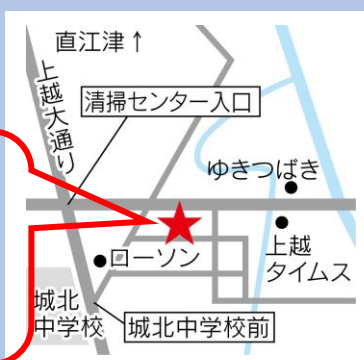 直江津↑
上越大通り
清掃センター入口
ゆきつばき
上越
タイムス
ローソン
城北
中学校
城北中学校前